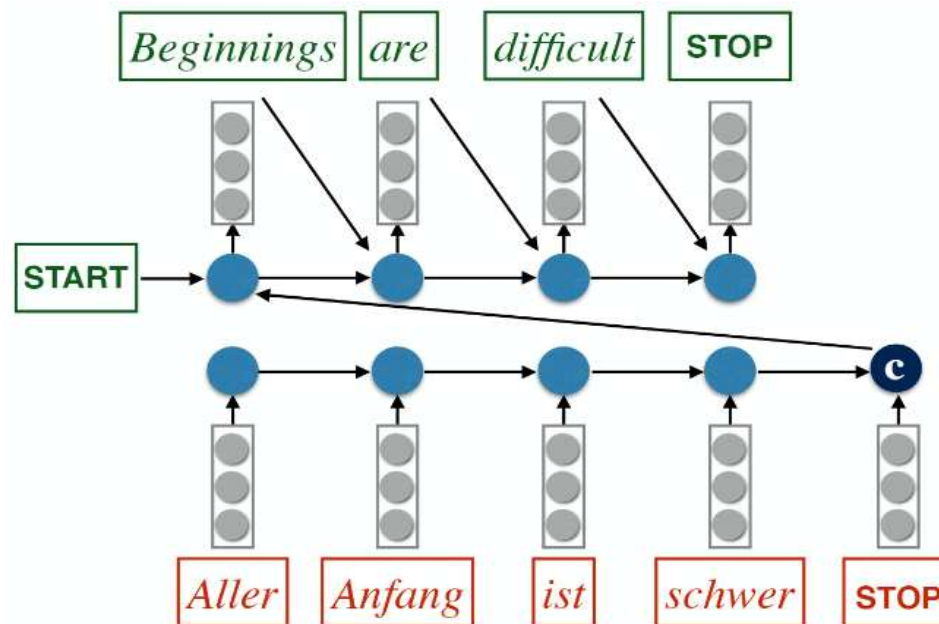 Beginnings are difficult STOP
START
c
Aller Anfang ist schwer STOP